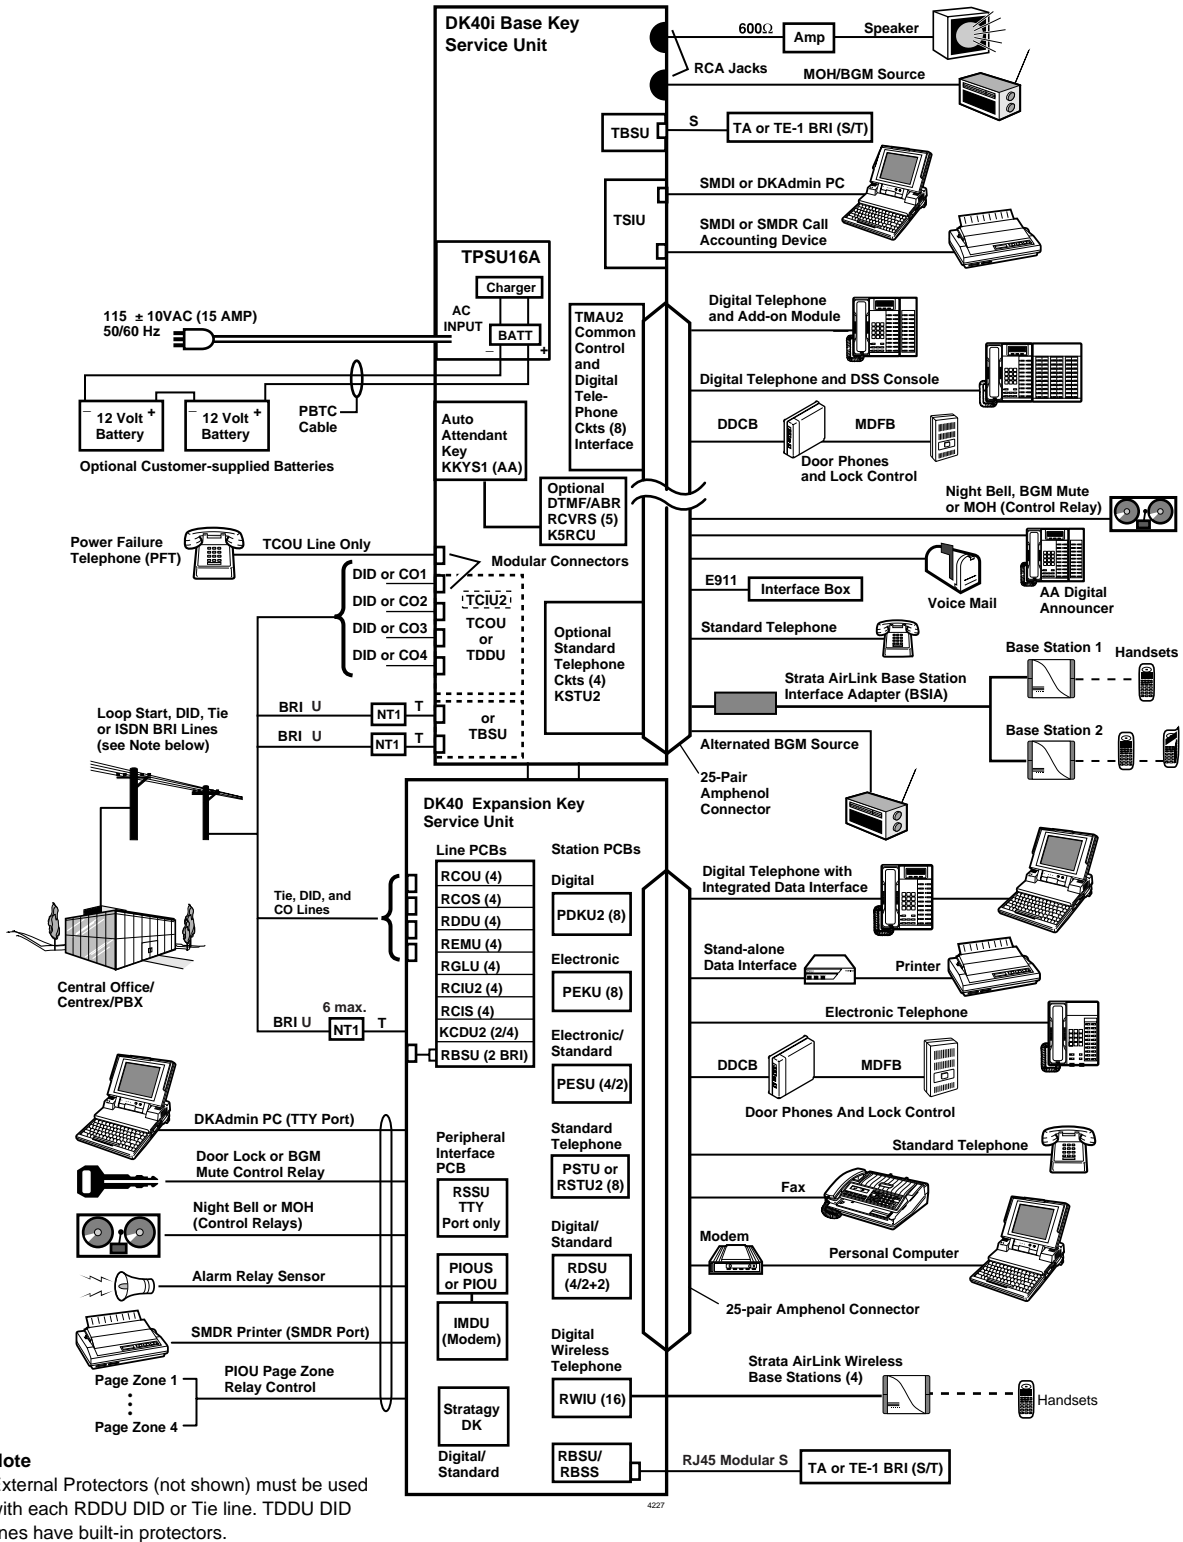 DK40i Base Key
Service Unit
600Ω
Amp
Speaker
RCA Jacks
MOH/BGM Source
TBSU
S
TA or TE-1 BRI (S/T)
TSIU
SMDI or DKAdmin PC
SMDI or SMDR Call
Accounting Device
TPSU16A
Charger
AC
INPUT
BATT
–
+
115 ± 10VAC (15 AMP)
50/60 Hz
– 12 Volt +
Battery
– 12 Volt +
Battery
PBTC
Cable
Optional Customer-supplied Batteries
TMAU2
Common
Control
and
Digital
Tele-
Phone
Ckts (8)
Interface
Digital Telephone
and Add-on Module
Digital Telephone and DSS Console
DDCB
MDFB
Door Phones
and Lock Control
Auto
Attendant
Key
KKYS1 (AA)
Optional
DTMF/ABR
RCVRS (5)
K5RCU
Night Bell, BGM Mute
or MOH (Control Relay)
Power Failure
Telephone (PFT)
TCOU Line Only
Modular Connectors
DID or CO1
DID or CO2
DID or CO3
DID or CO4
TCIU2
TCOU
or
TDDU
Optional
Standard
Telephone
Ckts (4)
KSTU2
E911
Interface Box
Voice Mail
AA Digital
Announcer
Standard Telephone
Base Station 1
Handsets
Strata AirLink Base Station
Interface Adapter (BSIA)
Base Station 2
Loop Start, DID, Tie
or ISDN BRI Lines
(see Note below)
BRI U
NT1
T
BRI U
NT1
T
or
TBSU
Alternated BGM Source
25-Pair
Amphenol
Connector
DK40 Expansion Key
Service Unit
Line PCBs
Station PCBs
RCOU (4)
RCOS (4)
RDDU (4)
REMU (4)
RGLU (4)
RCIU2 (4)
RCIS (4)
KCDU2 (2/4)
RBSU (2 BRI)
Digital
PDKU2 (8)
Electronic
PEKU (8)
Electronic/
Standard
PESU (4/2)
Standard
Telephone
PSTU or
RSTU2 (8)
Digital/
Standard
RDSU
(4/2+2)
Digital
Wireless
Telephone
RWIU (16)
RBSU/
RBSS
Tie, DID, and
CO Lines
Central Office/
Centrex/PBX
BRI U
6 max.
NT1
T
Digital Telephone with
Integrated Data Interface
Stand-alone
Data Interface
Printer
Electronic Telephone
DDCB
MDFB
Door Phones And Lock Control
Standard Telephone
Fax
Modem
Personal Computer
25-pair Amphenol Connector
DKAdmin PC (TTY Port)
Door Lock or BGM
Mute Control Relay
Night Bell or MOH
(Control Relays)
Alarm Relay Sensor
SMDR Printer (SMDR Port)
Page Zone 1
Page Zone 4
PIOU Page Zone
Relay Control
Peripheral
Interface
PCB
RSSU
TTY
Port only
PIOUS
or PIOU
IMDU
(Modem)
Stratagy
DK
Digital/
Standard
Strata AirLink Wireless
Base Stations (4)
Handsets
RJ45 Modular S
TA or TE-1 BRI (S/T)
4227
lote
External Protectors (not shown) must be used
with each RDDU DID or Tie line. TDDU DID
ines have built-in protectors.